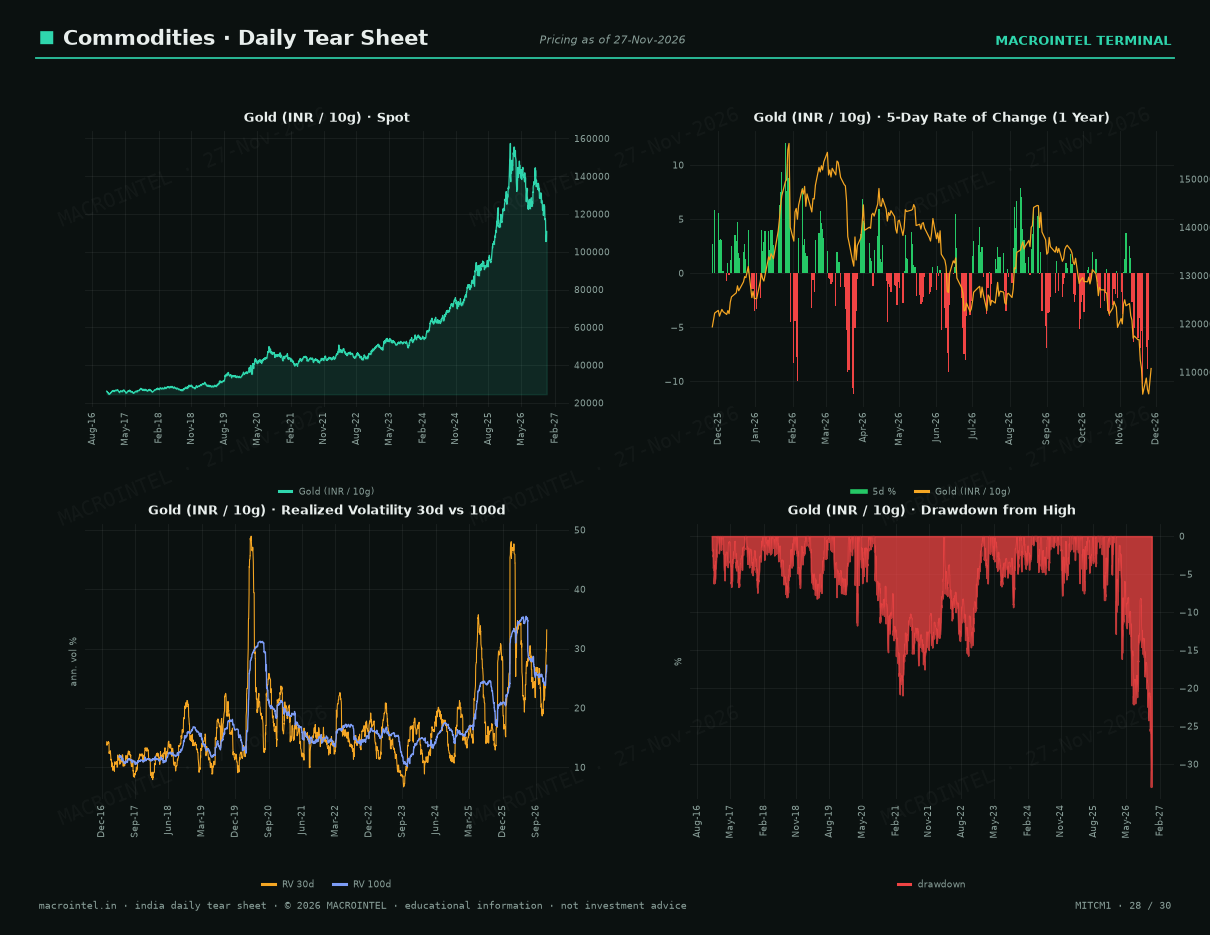 Commodities · Daily Tear Sheet
Pricing as of 27-Nov-2026
MACROINTEL TERMINAL
Gold (INR / 10g) · Spot
160000
140000
120000
100000
80000
60000
40000
20000
Aug-16 May-17 Feb-18 Nov-18 Aug-19 May-20 Feb-21 Nov-21 Aug-22 May-23 Feb-24 Nov-24 Aug-25 May-26 Feb-27
Gold (INR / 10g)
Gold (INR / 10g) · 5-Day Rate of Change (1 Year)
10
5
0
−5
−10
150000
140000
130000
120000
110000
Dec-25 Jan-26 Feb-26 Mar-26 Apr-26 May-26 Jun-26 Jul-26 Aug-26 Sep-26 Oct-26 Nov-26 Dec-26
5d % Gold (INR / 10g)
Gold (INR / 10g) · Realized Volatility 30d vs 100d
ann. vol %
50
40
30
20
10
Dec-16 Sep-17 Jun-18 Mar-19 Dec-19 Sep-20 Jun-21 Mar-22 Dec-22 Sep-23 Jun-24 Mar-25 Dec-25 Sep-26
RV 30d RV 100d
Gold (INR / 10g) · Drawdown from High
%
0
−5
−10
−15
−20
−25
−30
Aug-16 May-17 Feb-18 Nov-18 Aug-19 May-20 Feb-21 Nov-21 Aug-22 May-23 Feb-24 Nov-24 Aug-25 May-26 Feb-27
drawdown
MACROINTEL · 27-Nov-2026
macrointel.in · india daily tear sheet · © 2026 MACROINTEL · educational information · not investment advice
MITCM1 · 28 / 30